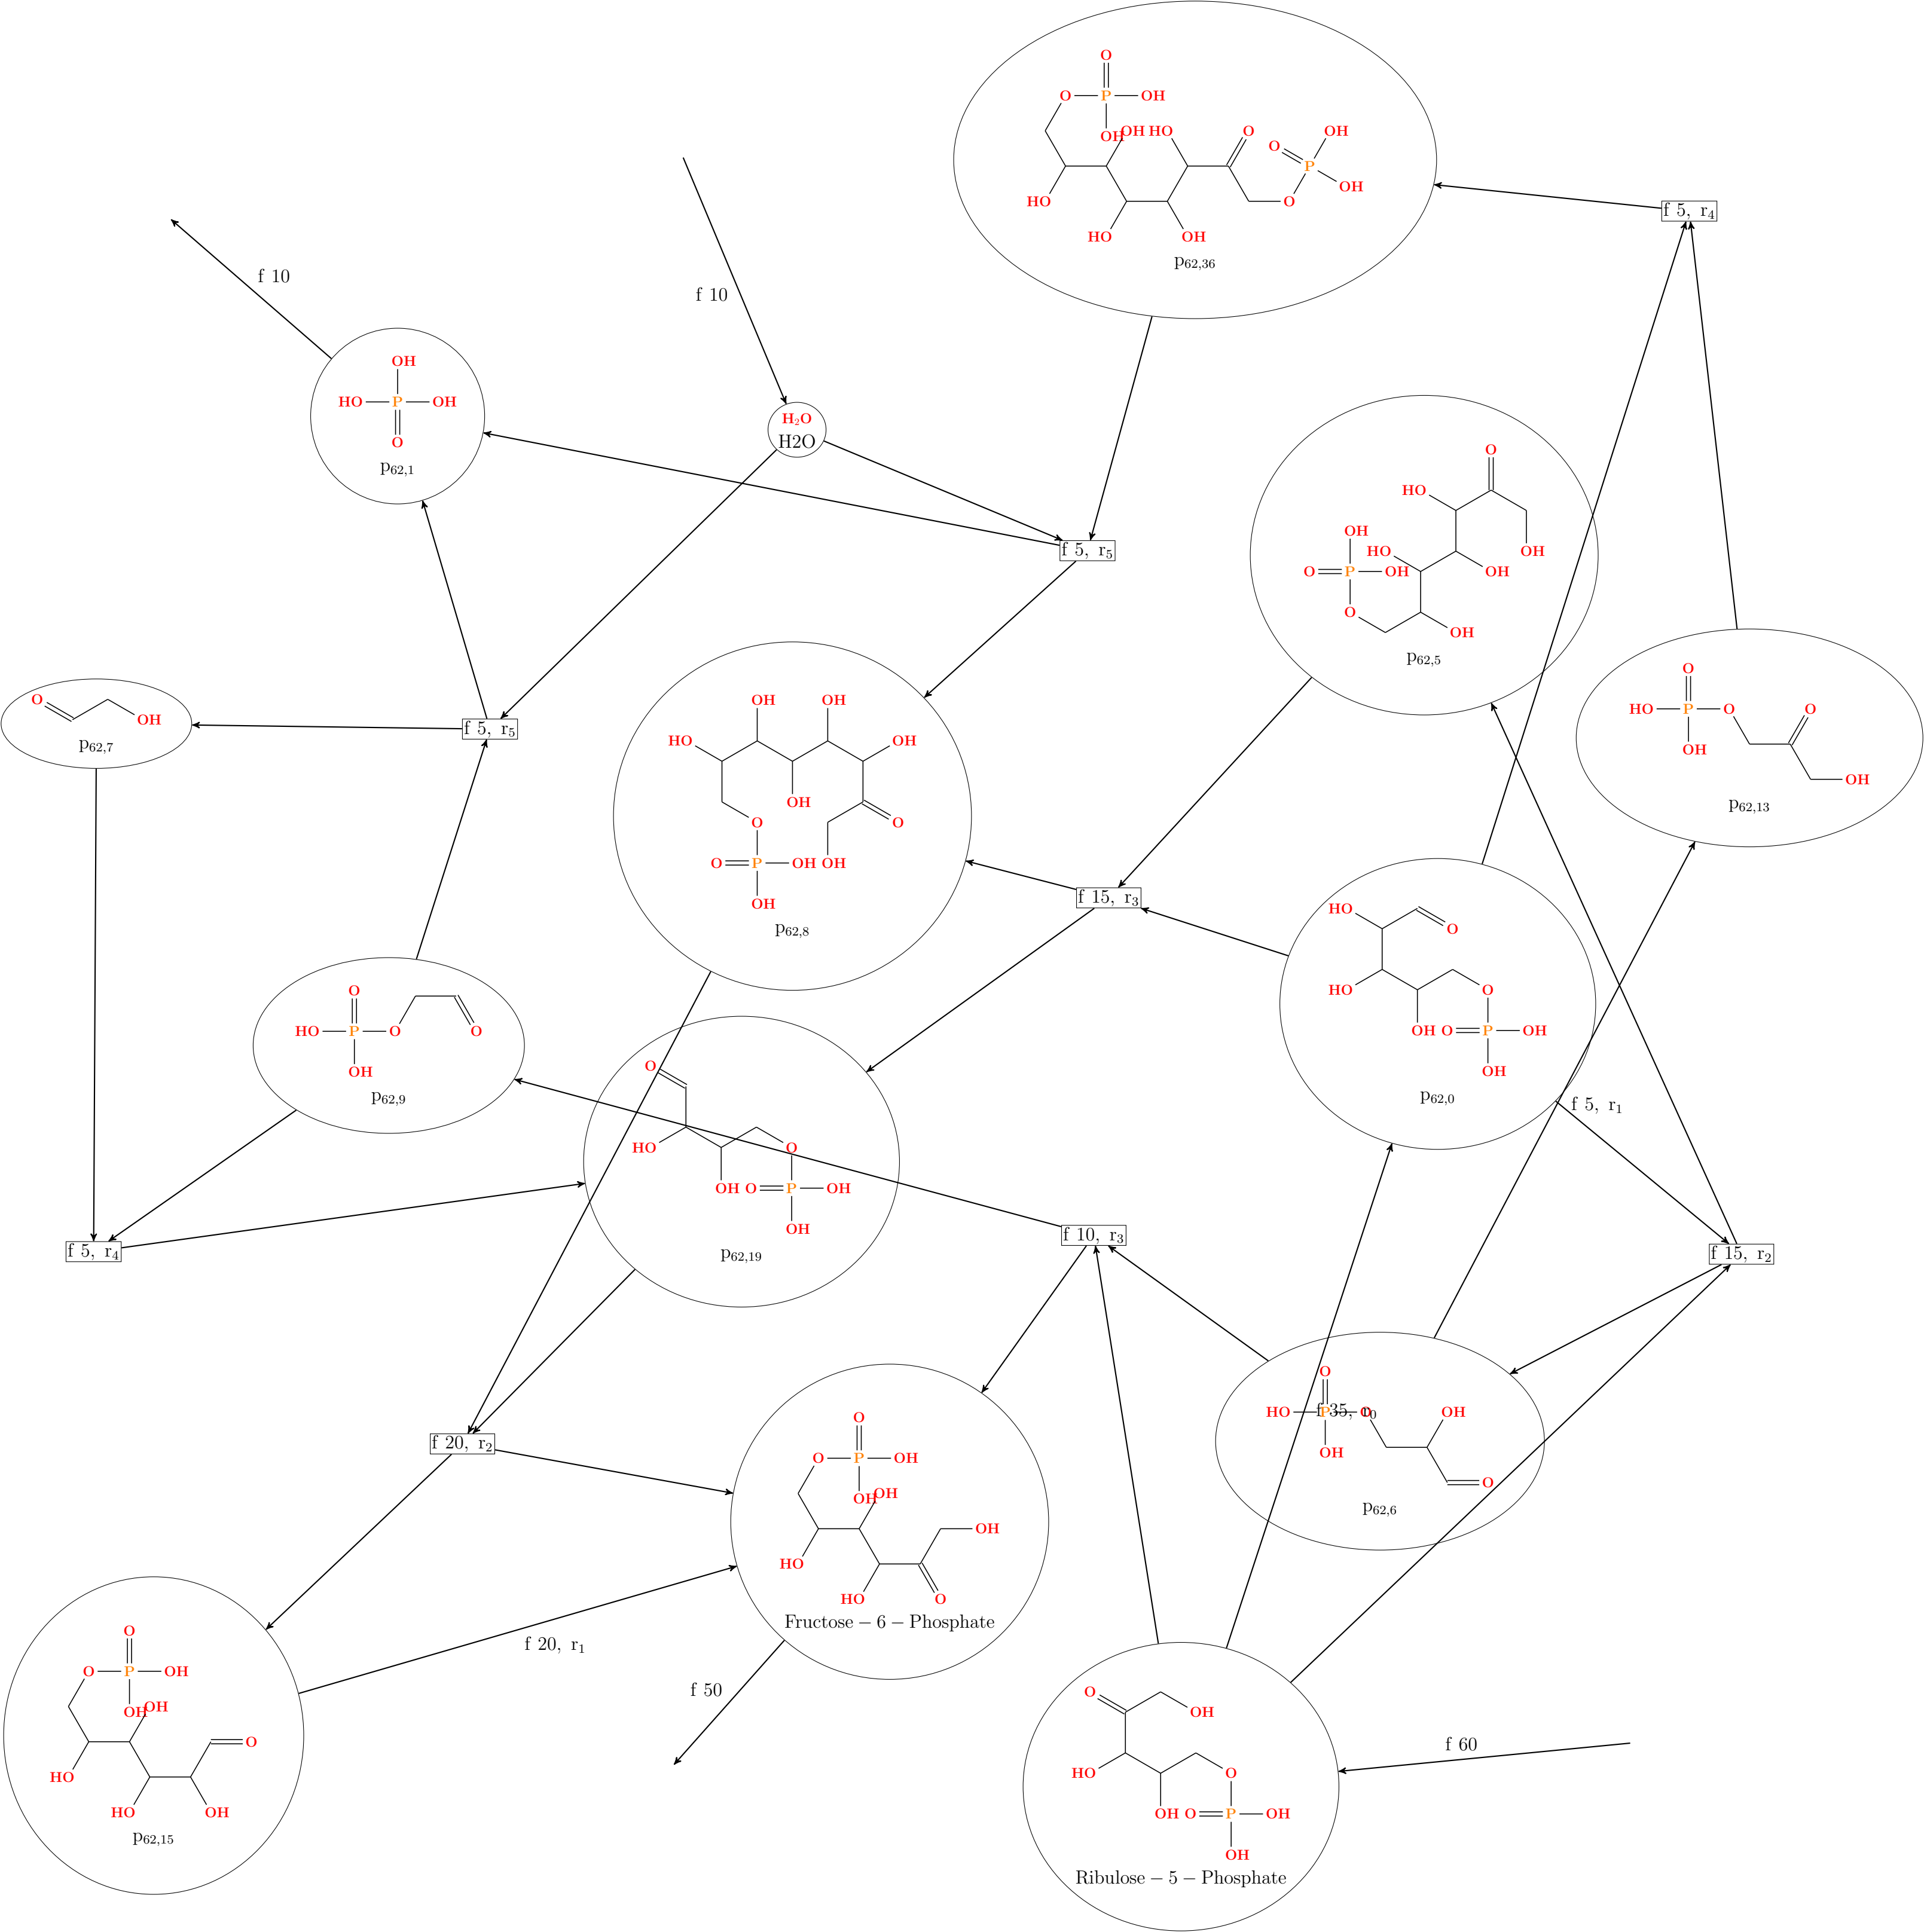 O
O P OH
OH OH HO O O OH
P
HO O OH
HO OH
p62,36
f 5, r4
f 10
f 10
OH
HO P OH
O
p62,1
H2O
H2O
f 5, r5
O
HO
OH
HO OH
O P OH OH
O OH
p62,5
O
HO P O O
OH
OH
p62,13
O
OH
p62,7
f 5, r5
OH OH
HO OH
OH
O O
O P OH OH
OH
p62,8
f 15, r3
HO
O
HO O
OH O P OH
OH
p62,0
O
HO P O O
OH
p62,9
O
HO O
OH O P OH
OH
p62,19
f 5, r1
f 5, r4
f 10, r3
f 15, r2
O
HO P O OH
f 35, r0
OH
O
p62,6
f 20, r2
O
O P OH
OH OH
OH
HO
HO O
Fructose − 6 − Phosphate
f 20, r1
f 50
O
O P OH
OH OH
O
HO
HO OH
p62,15
O
OH
HO O
OH O P OH
OH
Ribulose − 5 − Phosphate
f 60